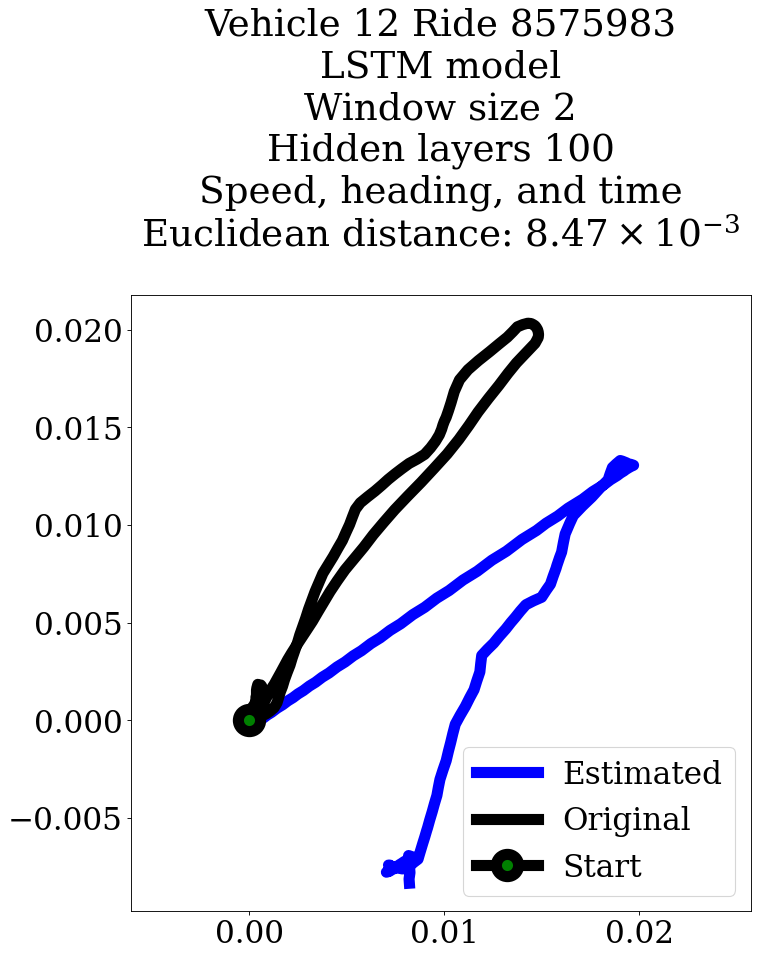 Vehicle 12 Ride 8575983
LSTM model
Window size 2
Hidden layers 100
Speed, heading, and time
Euclidean distance: 8.47 × 10⁻³
0.020
0.015
0.010
0.005
0.000
−0.005
Estimated
Original
Start
0.00 0.01 0.02